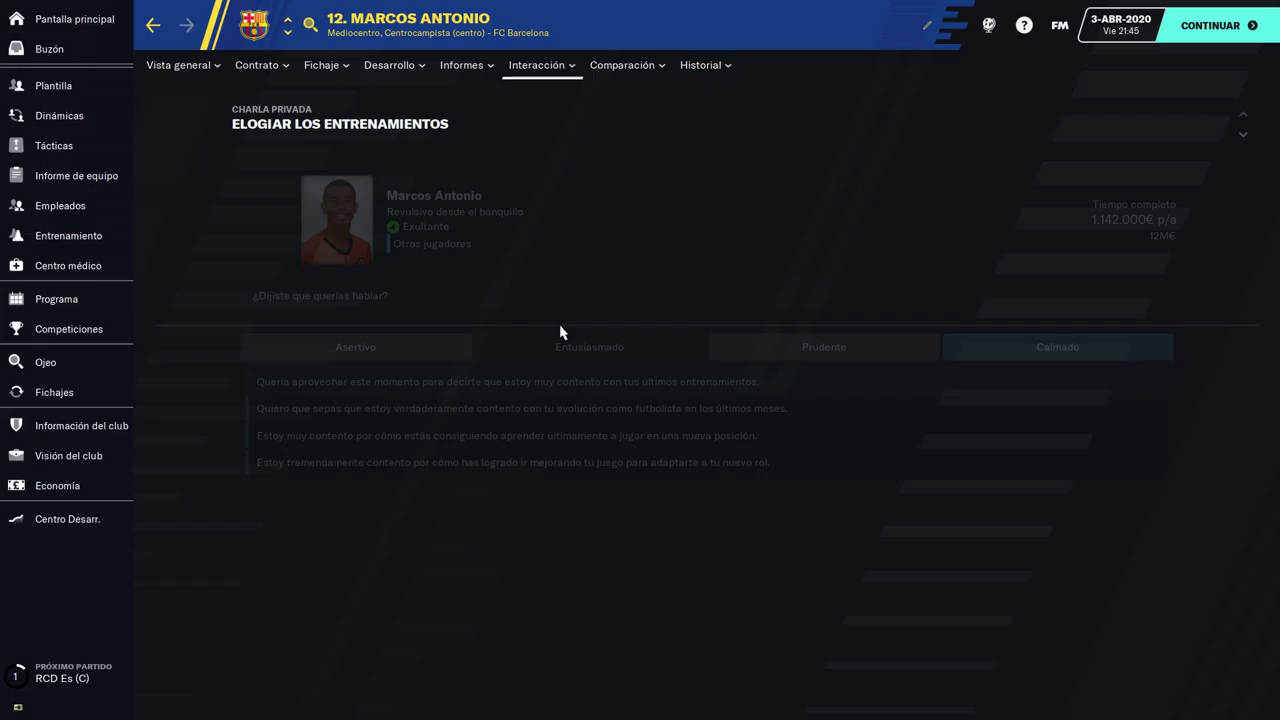 Pantalla principal
Buzón
Plantilla
Dinámicas
Tácticas
Informe de equipo
Empleados
Entrenamiento
Centro médico
Programa
Competiciones
Ojeo
Fichajes
Información del club
Visión del club
Economía
Centro Desarr.
1
PRÓXIMO PARTIDO
RCD Es (C)
12. MARCOS ANTONIO
Mediocentro, Centrocampista (centro) - FC Barcelona
FM
3-ABR-2020
Vie 21:45
CONTINUAR
Vista general
Contrato
Fichaje
Desarrollo
Informes
Interacción
Comparación
Historial
CHARLA PRIVADA
ELOGIAR LOS ENTRENAMIENTOS
Marcos Antonio
Revulsivo desde el banquillo
Exultante
Otros jugadores
Tiempo completo
1.142.000€ p/a
12M€
¿Dijiste que querías hablar?
Asertivo
Entusiasmado
Prudente
Calmado
Quería aprovechar este momento para decirte que estoy muy contento con tus últimos entrenamientos.
Quiero que sepas que estoy verdaderamente contento con tu evolución como futbolista en los últimos meses.
Estoy muy contento por cómo estás consiguiendo aprender últimamente a jugar en una nueva posición.
Estoy tremendamente contento por cómo has logrado ir mejorando tu juego para adaptarte a tu nuevo rol.